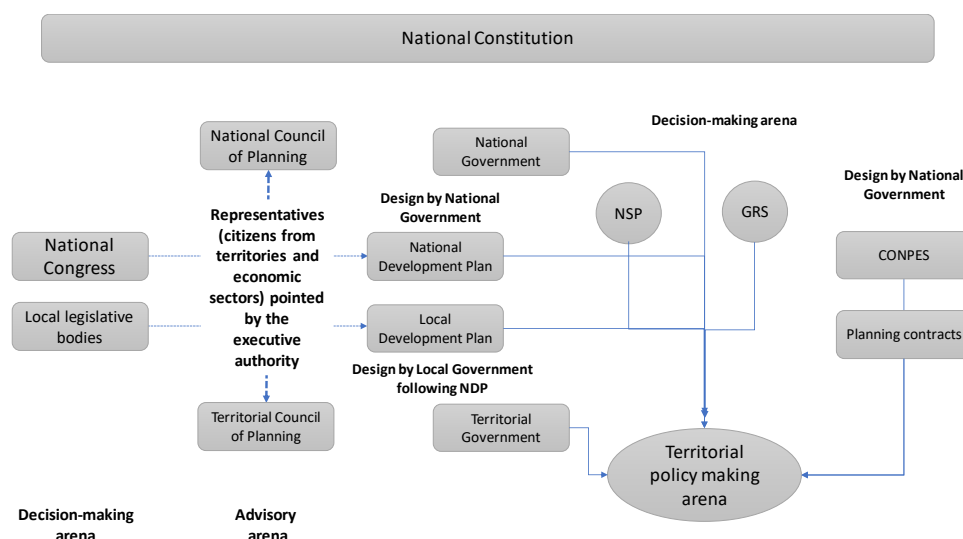 National Constitution
Decision-making arena
National Council
of Planning
National
Government
Design by National
Government
Design by National
Government
NSP
GRS
Representatives
(citizens from
territories and
economic
sectors) pointed
by the
executive
authority
National
Congress
National
Development Plan
CONPES
Local legislative
bodies
Local
Development Plan
Planning contracts
Design by Local Government
following NDP
Territorial Council
of Planning
Territorial
Government
Territorial
policy making
arena
Decision-making
arena
Advisory
arena